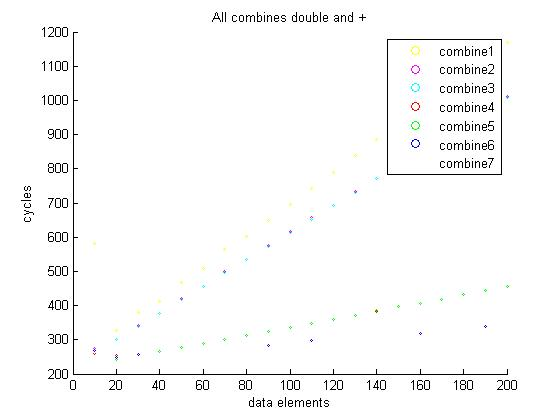 All combines double and +
1200
1100
1000
900
800
700
600
500
400
300
200
cycles
combine1
combine2
combine3
combine4
combine5
combine6
combine7
0 20 40 60 80 100 120 140 160 180 200
data elements